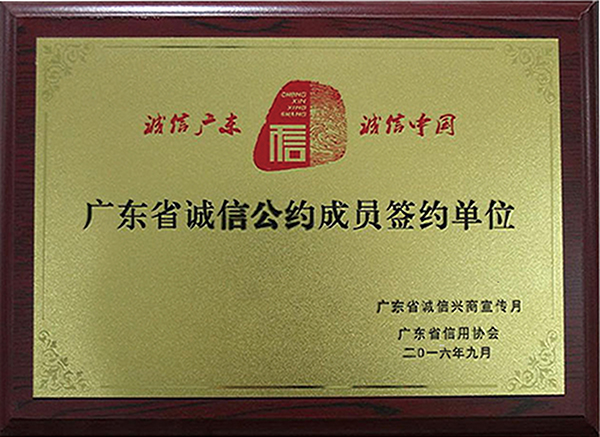 CHENG
XIN
XING
SHANG
诚信广东 信 诚信中国
广东省诚信公约成员签约单位
广东省诚信兴商宣传月
广东省信用协会
二〇一六年九月